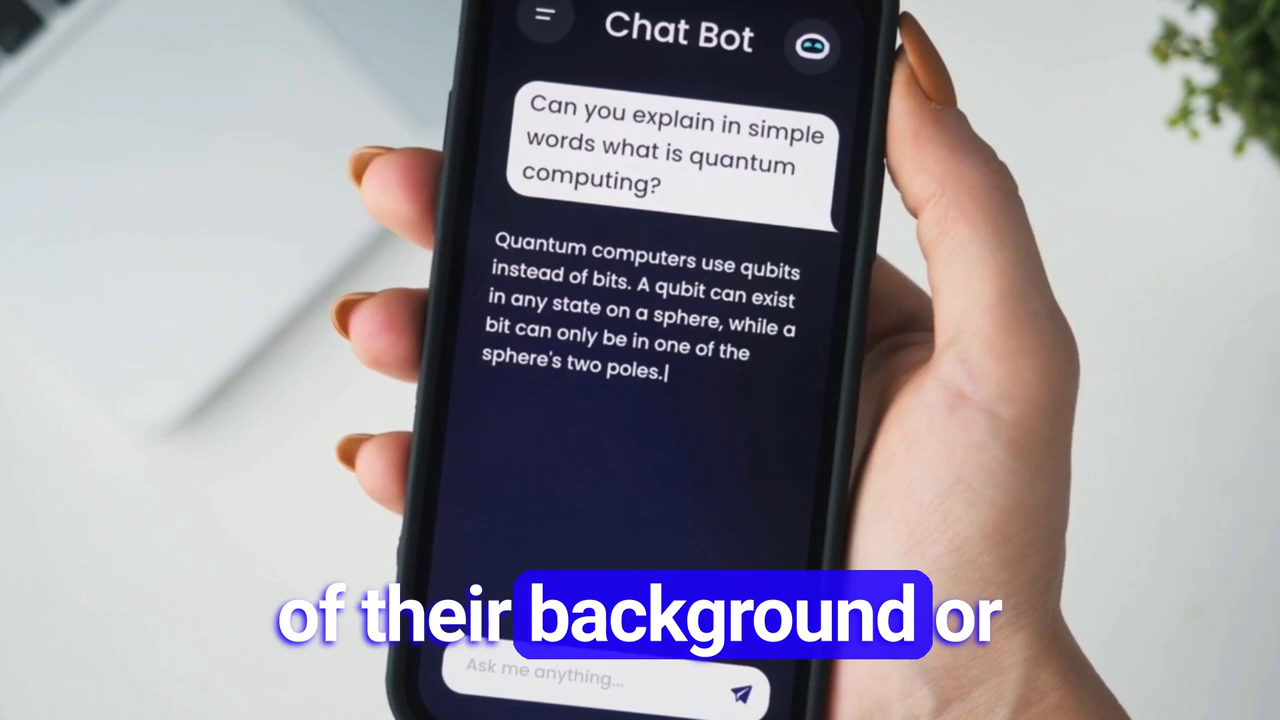 Chat Bot
Can you explain in simple
words what is quantum
computing?
Quantum computers use qubits
instead of bits. A qubit can exist
in any state on a sphere, while a
bit can only be in one of the
sphere's two poles.
of their background or
Ask me anything...